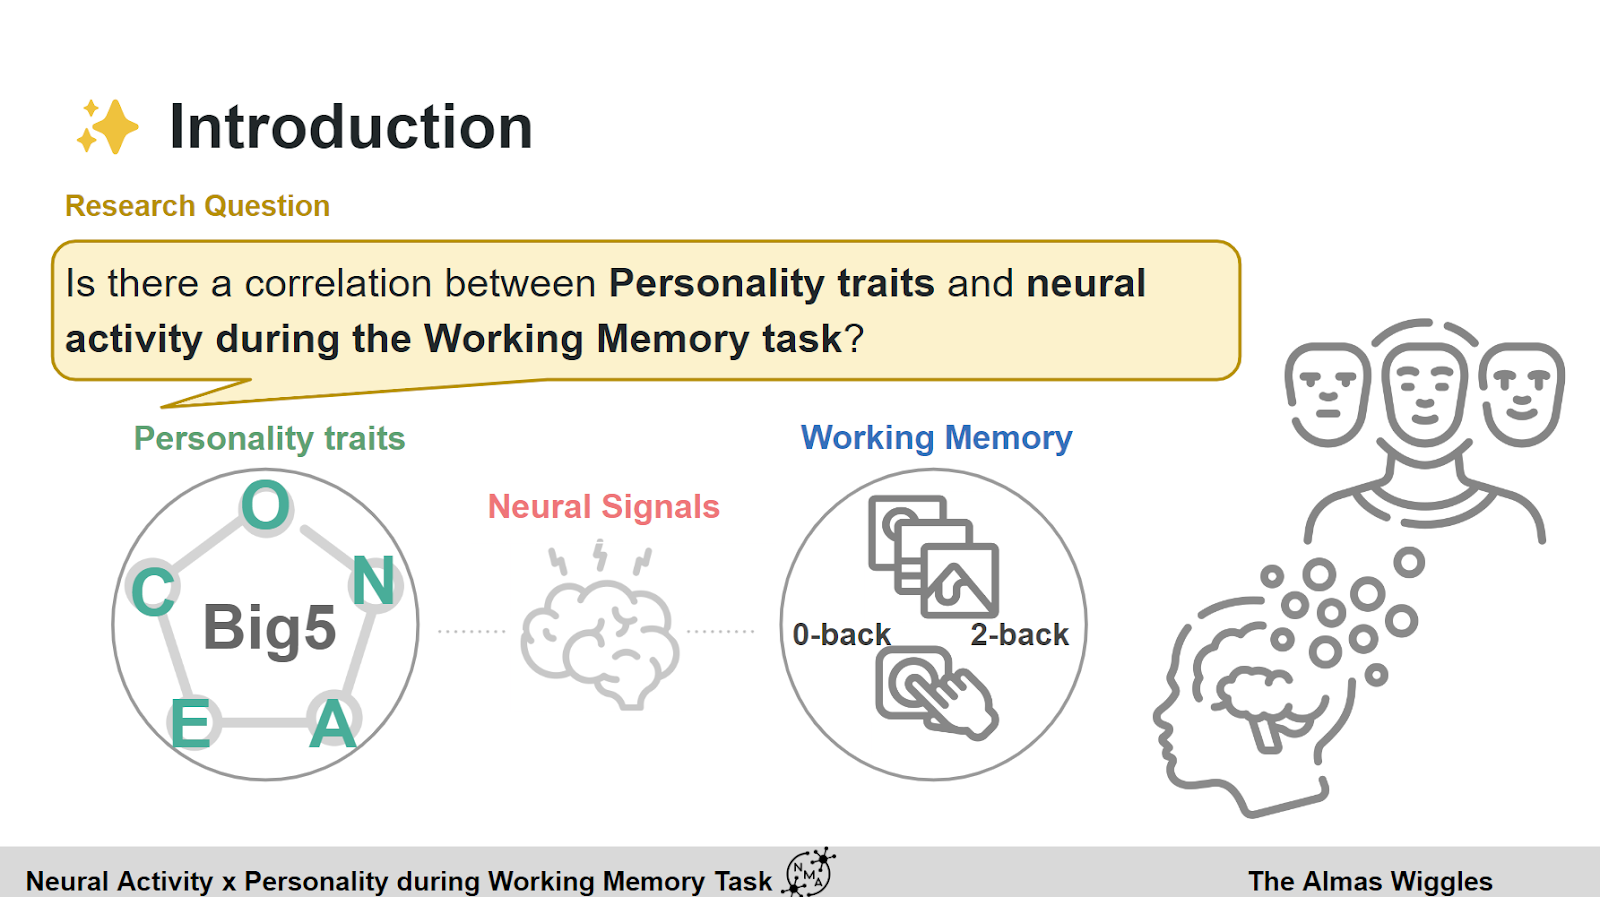 Introduction
Research Question
Is there a correlation between Personality traits and neural
activity during the Working Memory task?
Personality traits
Working Memory
Neural Signals
O
C
N
Big5
E
A
0-back
2-back
Neural Activity x Personality during Working Memory Task
NMA
The Almas Wiggles